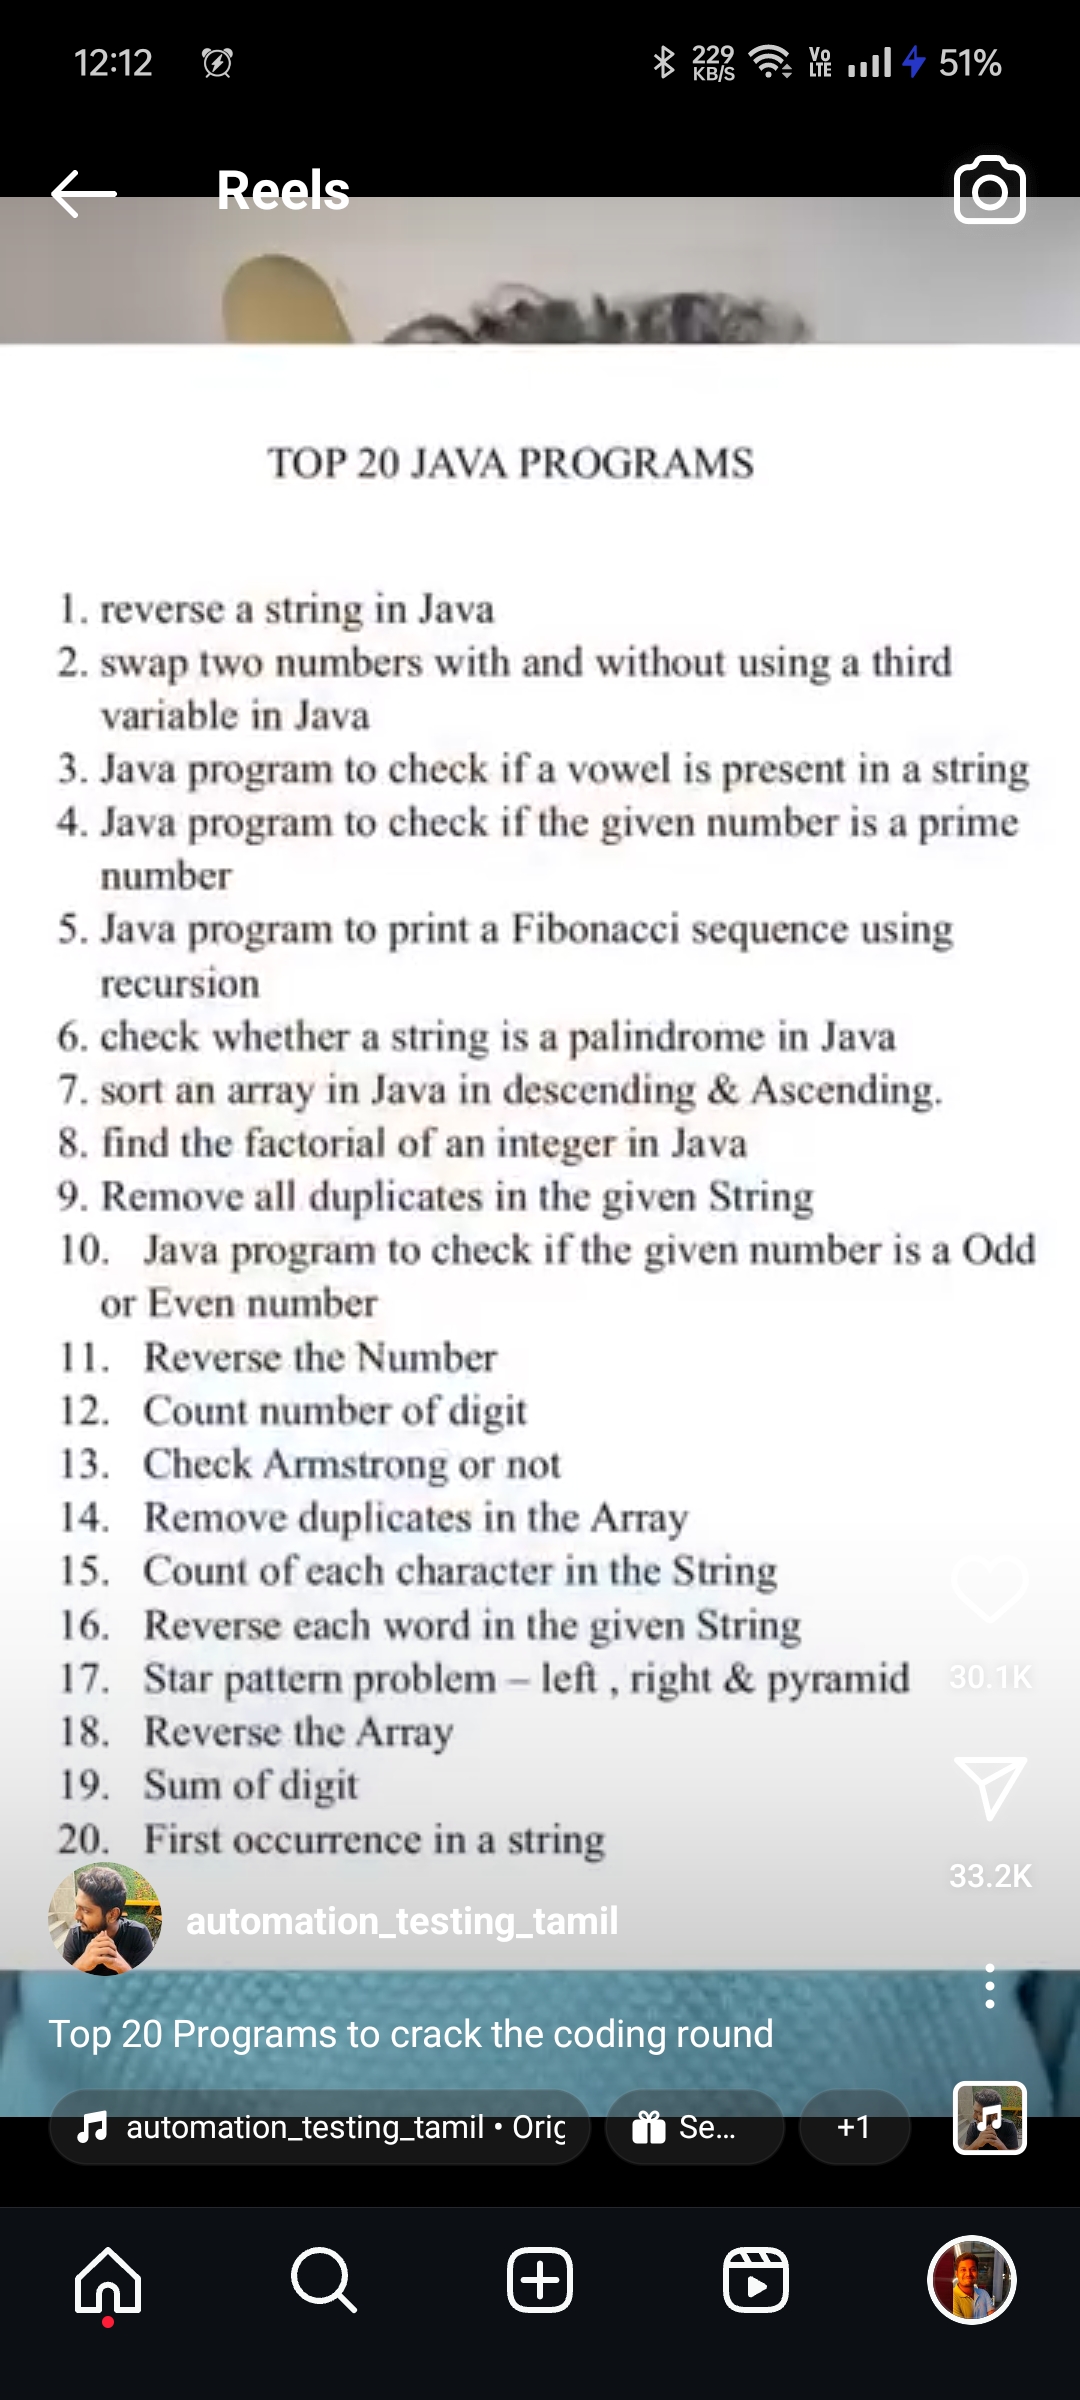 12:12
229 KB/S
Vo LTE
51%
Reels
TOP 20 JAVA PROGRAMS
1. reverse a string in Java
2. swap two numbers with and without using a third
variable in Java
3. Java program to check if a vowel is present in a string
4. Java program to check if the given number is a prime
number
5. Java program to print a Fibonacci sequence using
recursion
6. check whether a string is a palindrome in Java
7. sort an array in Java in descending & Ascending.
8. find the factorial of an integer in Java
9. Remove all duplicates in the given String
10. Java program to check if the given number is a Odd
or Even number
11. Reverse the Number
12. Count number of digit
13. Check Armstrong or not
14. Remove duplicates in the Array
15. Count of each character in the String
16. Reverse each word in the given String
17. Star pattern problem – left , right & pyramid
30.1K
18. Reverse the Array
19. Sum of digit
20. First occurrence in a string
33.2K
automation_testing_tamil
Top 20 Programs to crack the coding round
automation_testing_tamil • Orig
Se...
+1